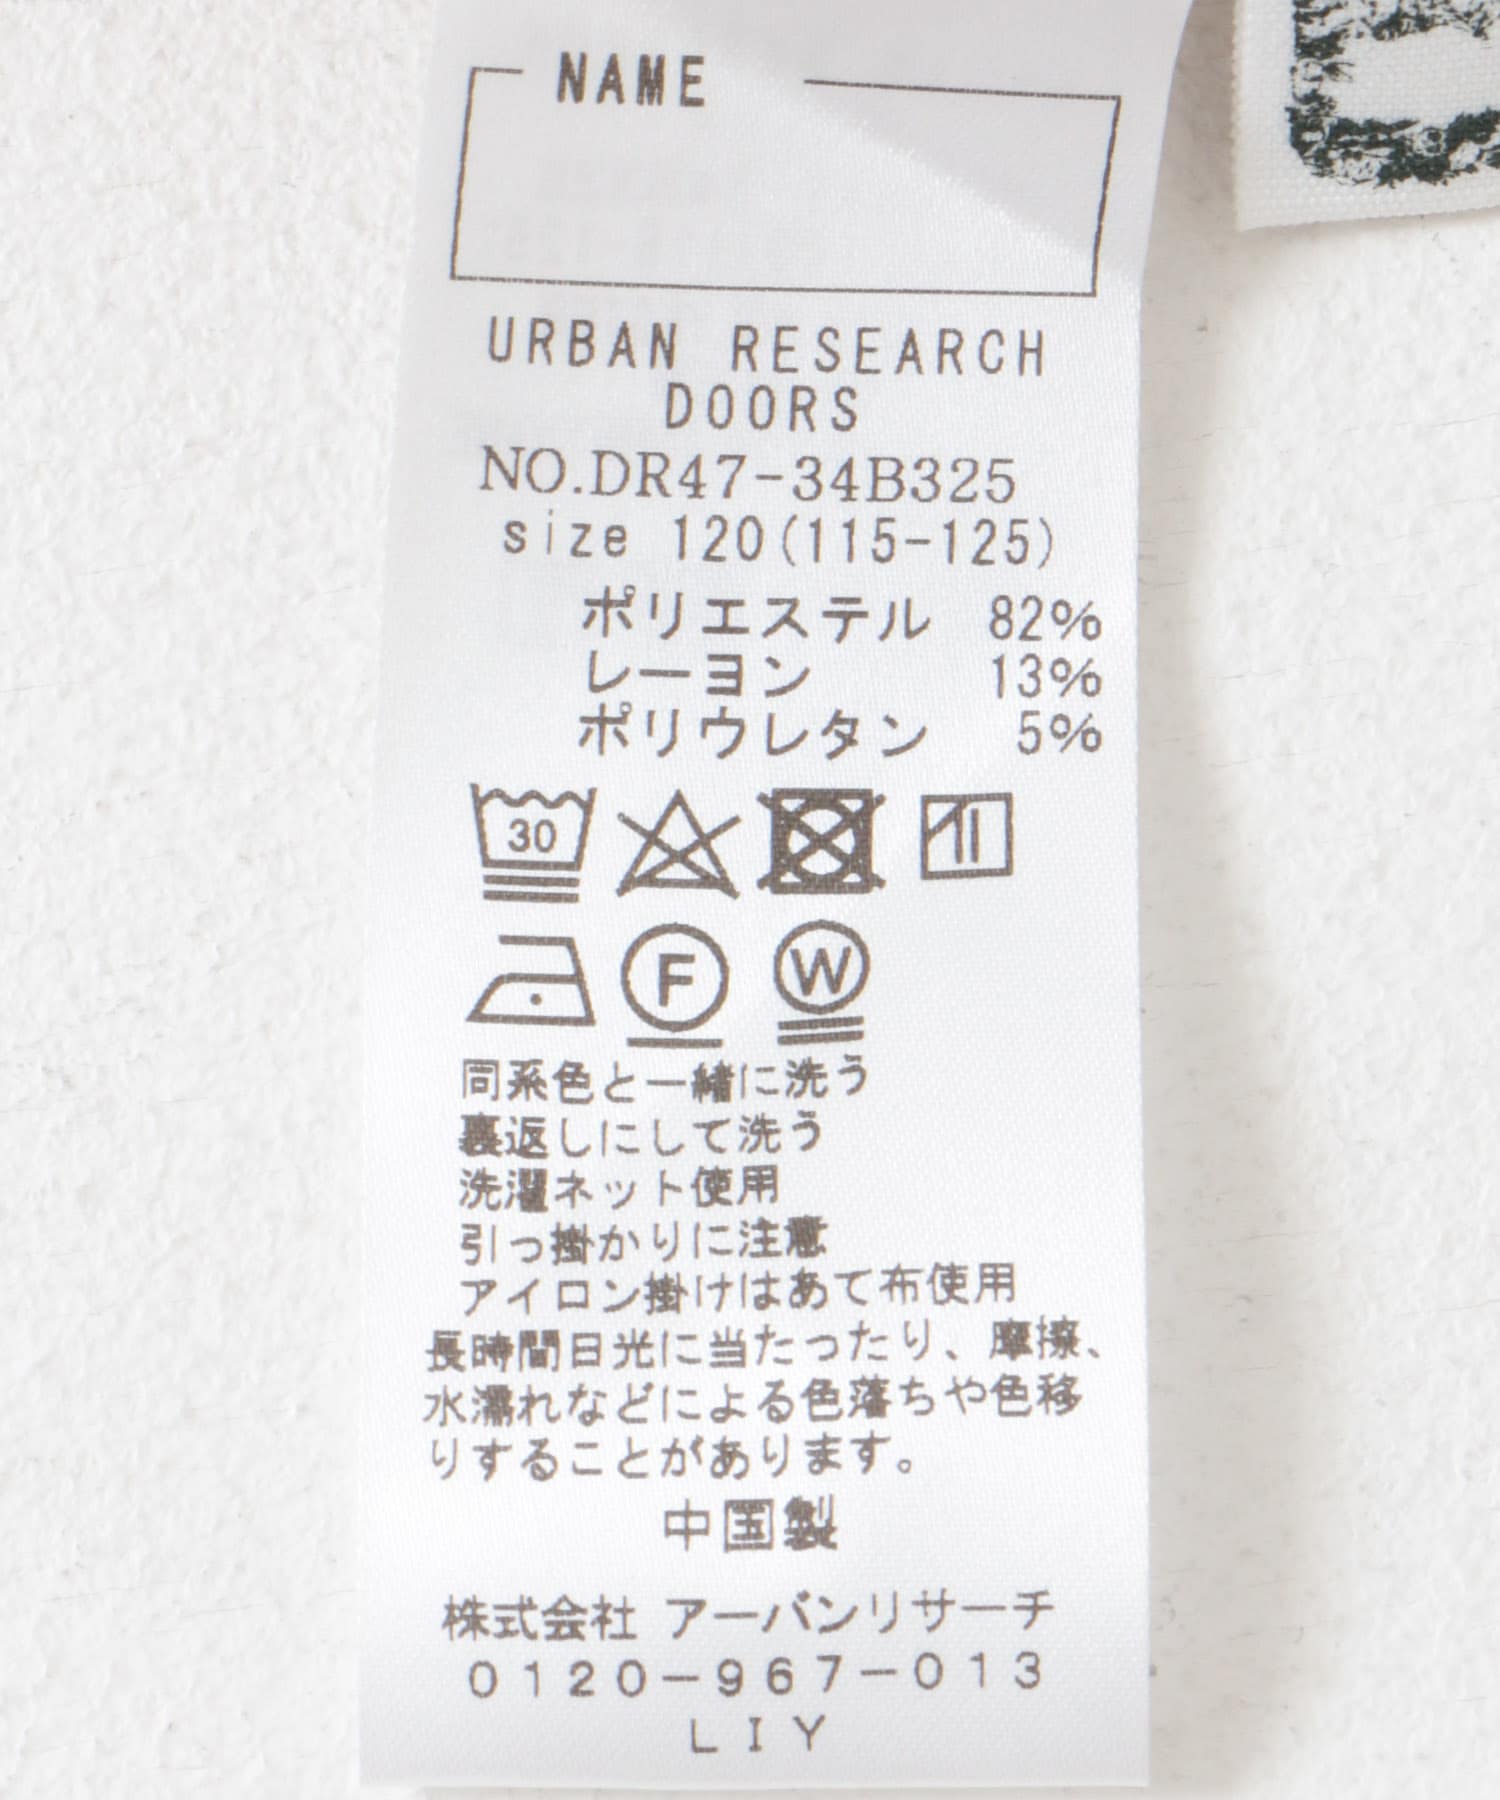 NAME
URBAN RESEARCH
DOORS
NO.DR47-34B325
size 120(115-125)
ポリエステル 82%
レーヨン 13%
ポリウレタン 5%
30
F
W
同系色と一緒に洗う
裏返しにして洗う
洗濯ネット使用
引っ掛かりに注意
アイロン掛けはあて布使用
長時間日光に当たったり、摩擦、
水濡れなどによる色落ちや色移
りすることがあります。
中国製
株式会社 アーバンリサーチ
0120-967-013
LIY